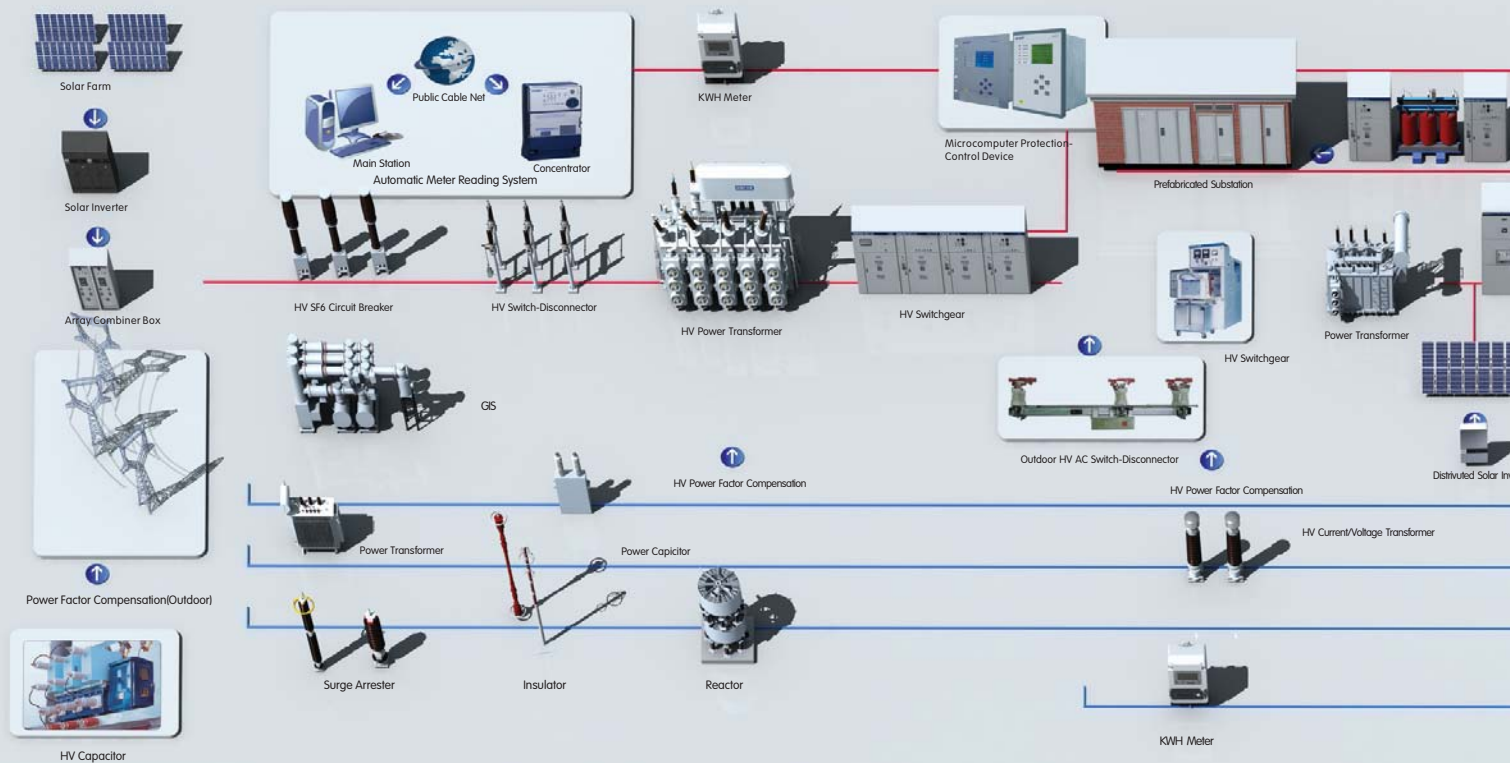 Solar Farm
Solar Inverter
Array Combiner Box
Power Factor Compensation(Outdoor)
HV Capacitor
Public Cable Net
Main Station
Concentrator
Automatic Meter Reading System
KWH Meter
Microcomputer Protection-
Control Device
Prefabricated Substation
HV SF6 Circuit Breaker
HV Switch-Disconnector
HV Power Transformer
HV Switchgear
HV Switchgear
Power Transformer
GIS
Outdoor HV AC Switch-Disconnector
Distrivuted Solar Inv
HV Power Factor Compensation
HV Power Factor Compensation
Power Transformer
Power Capicitor
HV Current/Voltage Transformer
Surge Arrester
Insulator
Reactor
KWH Meter